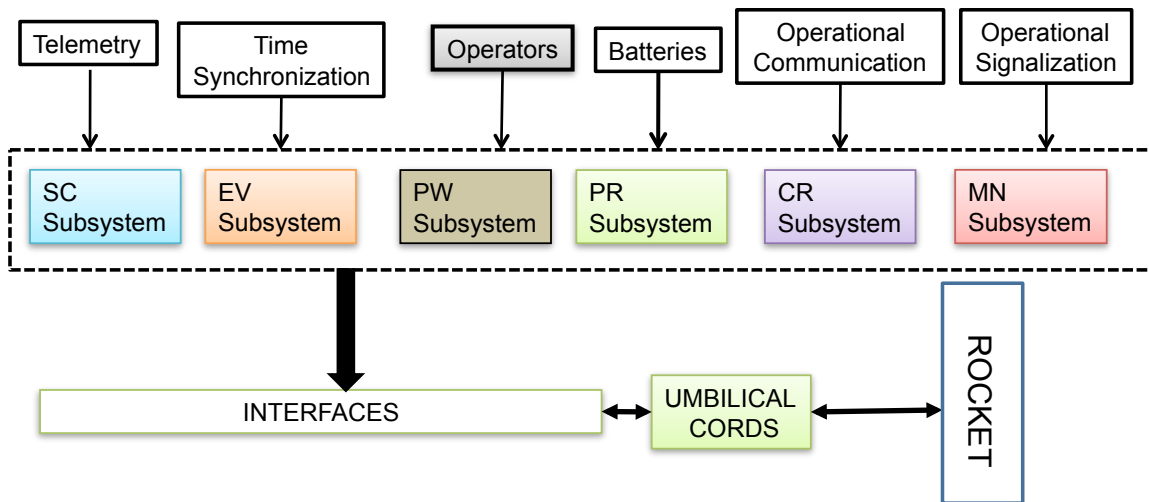 Telemetry
Time
Synchronization
Operators
Batteries
Operational
Communication
Operational
Signalization
SC
Subsystem
EV
Subsystem
PW
Subsystem
PR
Subsystem
CR
Subsystem
MN
Subsystem
INTERFACES
UMBILICAL
CORDS
ROCKET